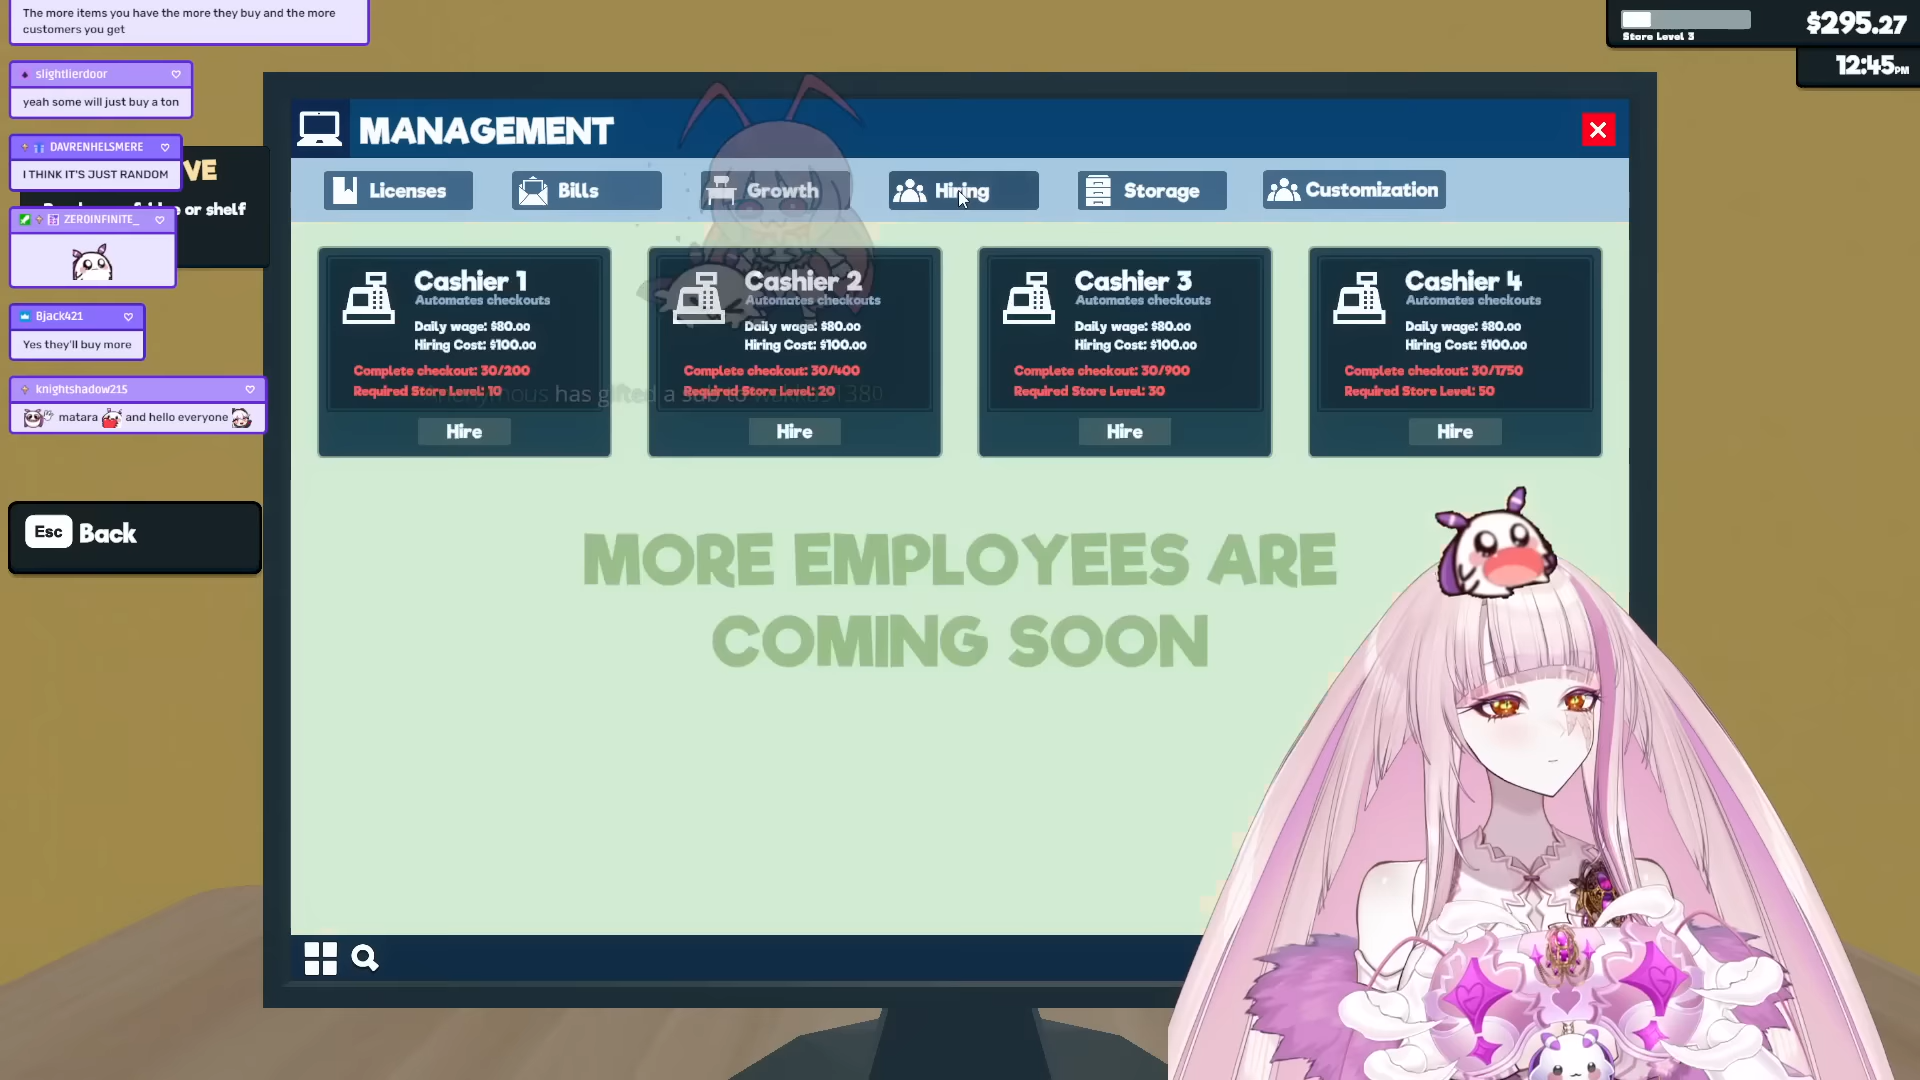 The more items you have the more they buy and the more
customers you get
slightlierdoor
yeah some will just buy a ton
DAVRENHELSMERE
I THINK IT'S JUST RANDOM
VE
or shelf
ZEROINFINITE_
Bjack421
Yes they'll buy more
knightshadow215
matara and hello everyone
Esc Back
$295.27
Store Level 3
12:45PM
MANAGEMENT
Licenses
Bills
Growth
Hiring
Storage
Customization
Cashier 1
Automates checkouts
Daily wage: $80.00
Hiring Cost: $100.00
Complete checkout: 30/200
Required Store Level: 10
Hire
Cashier 2
Automates checkouts
Daily wage: $80.00
Hiring Cost: $100.00
Complete checkout: 30/400
Required Store Level: 20
Hire
Cashier 3
Automates checkouts
Daily wage: $80.00
Hiring Cost: $100.00
Complete checkout: 30/900
Required Store Level: 30
Hire
Cashier 4
Automates checkouts
Daily wage: $80.00
Hiring Cost: $100.00
Complete checkout: 30/1750
Required Store Level: 50
Hire
has gifted a sub to
MORE EMPLOYEES ARE
COMING SOON